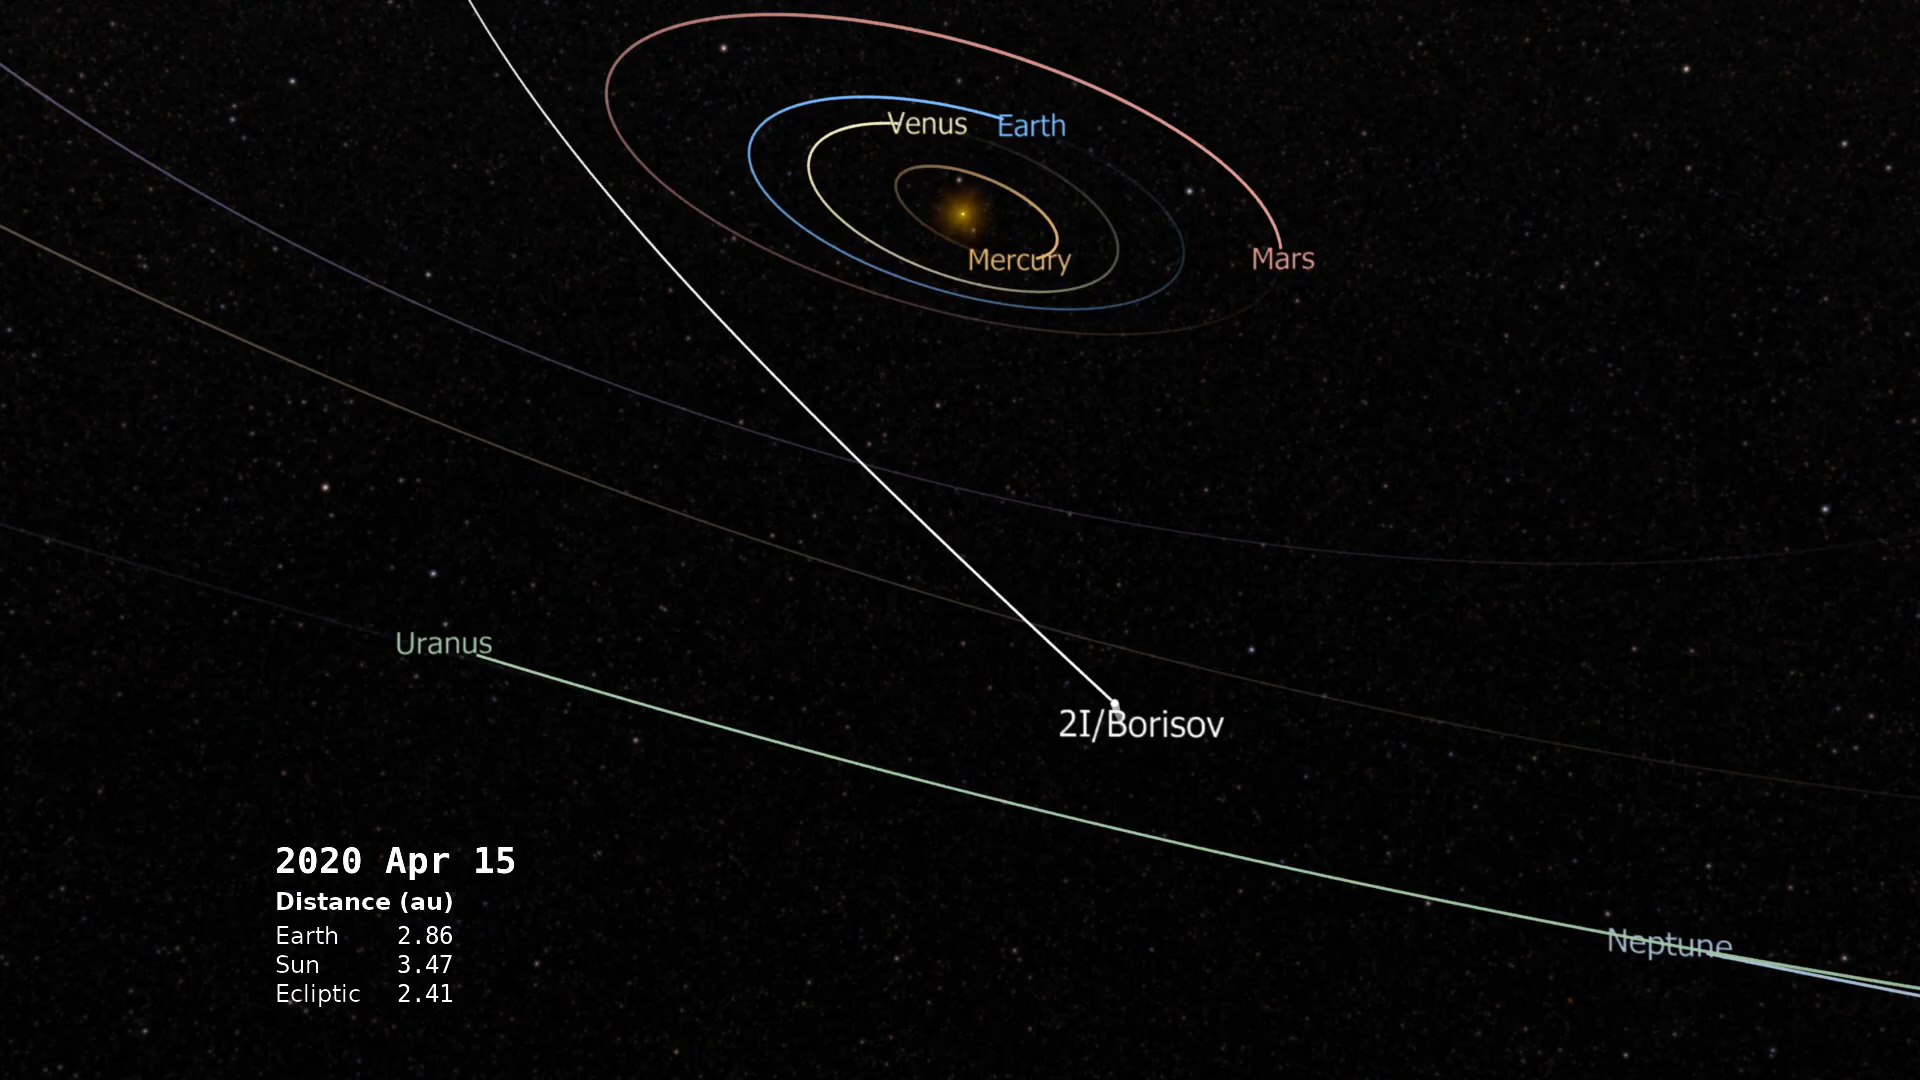 Venus
Earth
Mercury
Mars
Uranus
2I/Borisov
Neptune
2020 Apr 15
Distance (au)
Earth 2.86
Sun 3.47
Ecliptic 2.41